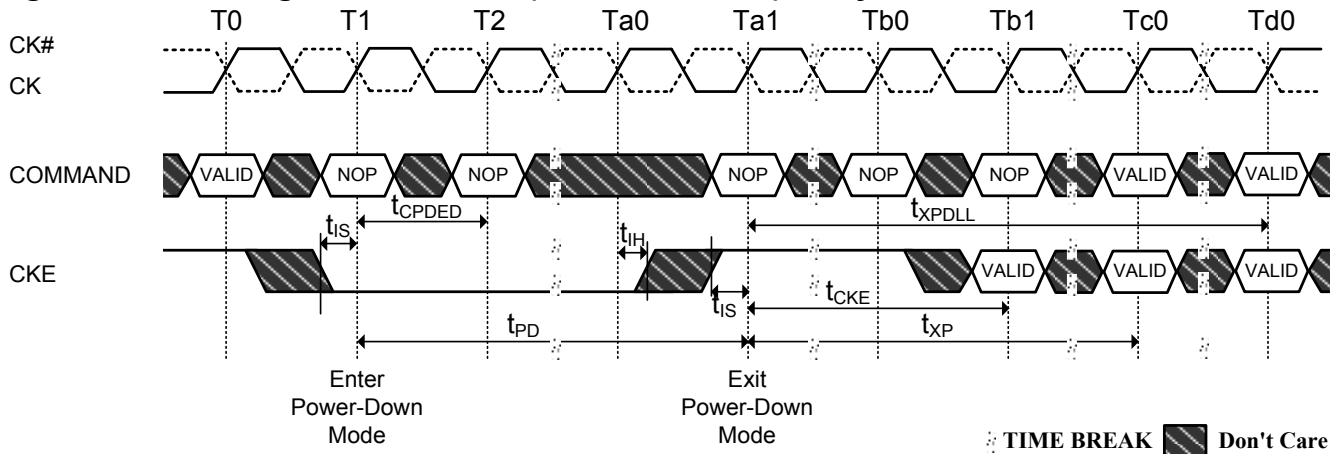 T0 T1 T2 Ta0 Ta1 Tb0 Tb1 Tc0 Td0
CK#
CK
COMMAND VALID NOP NOP NOP NOP NOP VALID VALID
tIS tCPDED tIH tXPDLL
CKE VALID VALID VALID
tIS tCKE
tPD tXP
Enter
Power-Down
Mode
Exit
Power-Down
Mode
TIME BREAK Don't Care